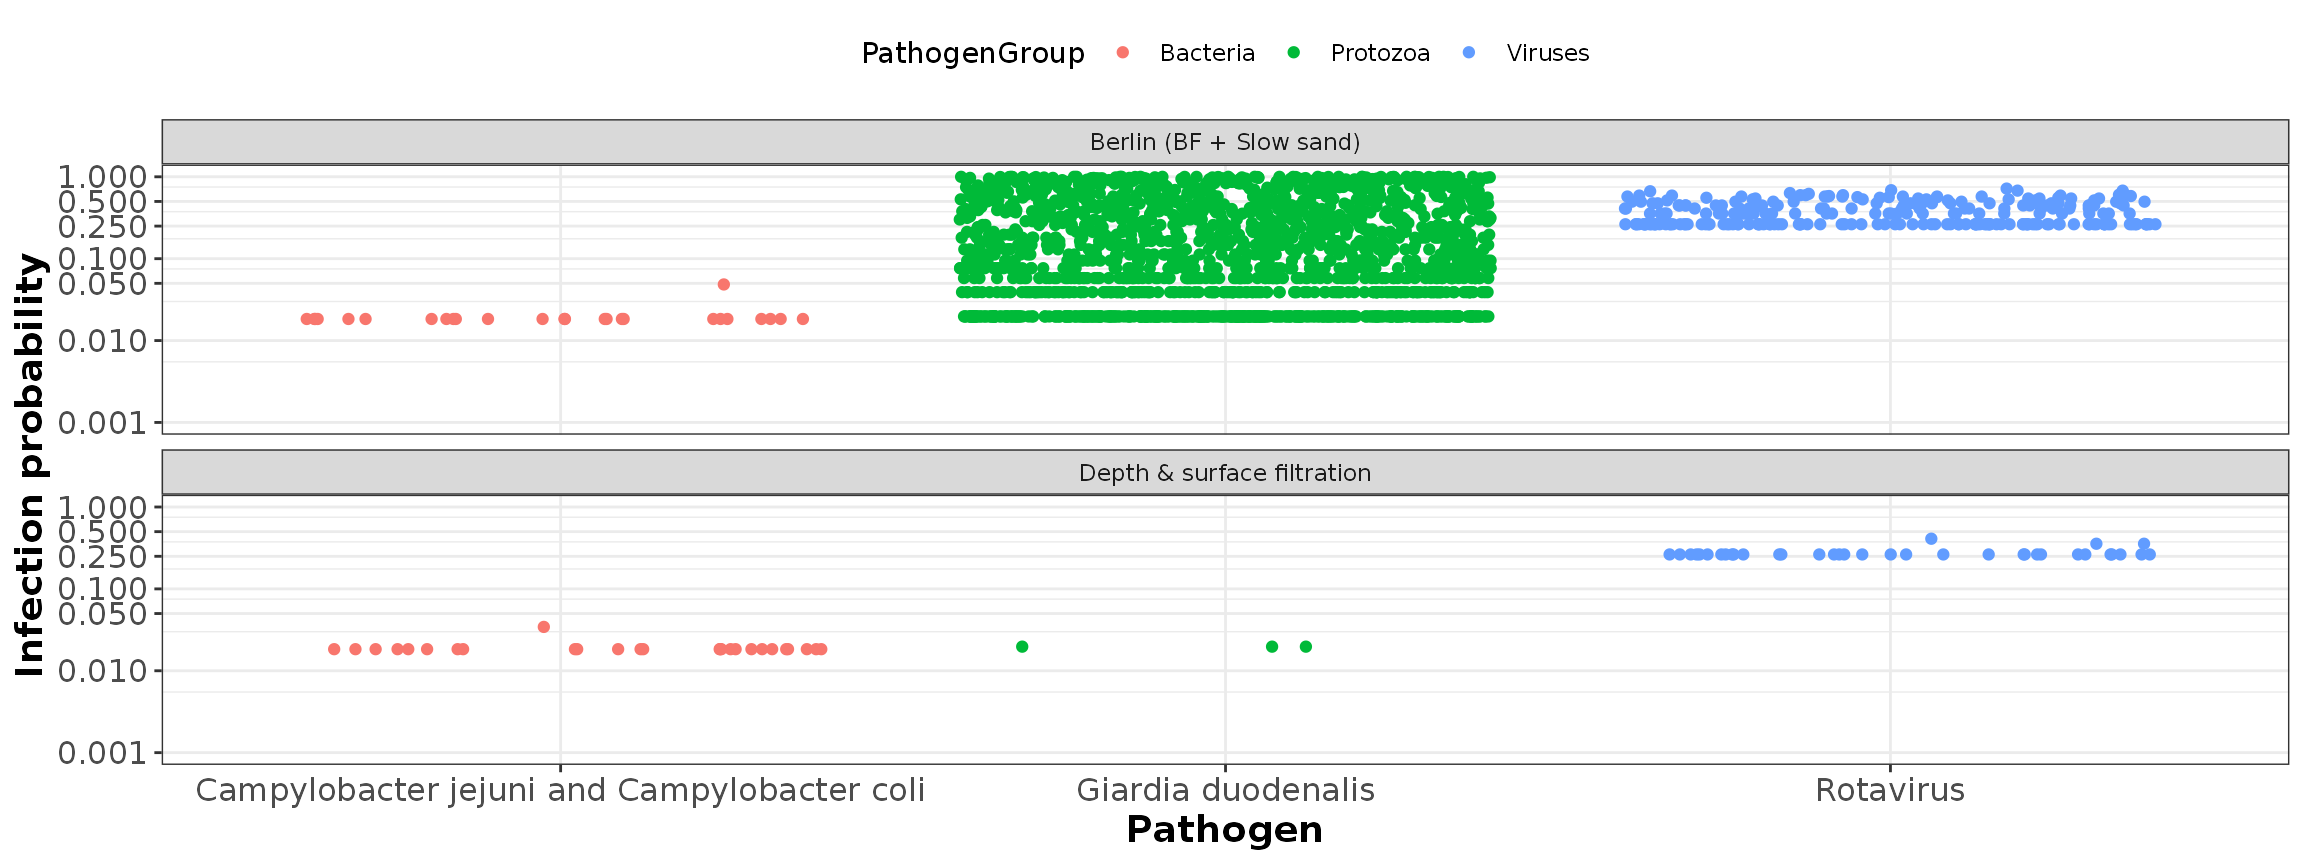 PathogenGroup Bacteria Protozoa Viruses
Berlin (BF + Slow sand)
1.000
0.500
0.250
0.100
0.050
0.010
0.001
Infection probability
Depth & surface filtration
1.000
0.500
0.250
0.100
0.050
0.010
0.001
Campylobacter jejuni and Campylobacter coli Giardia duodenalis Rotavirus
Pathogen